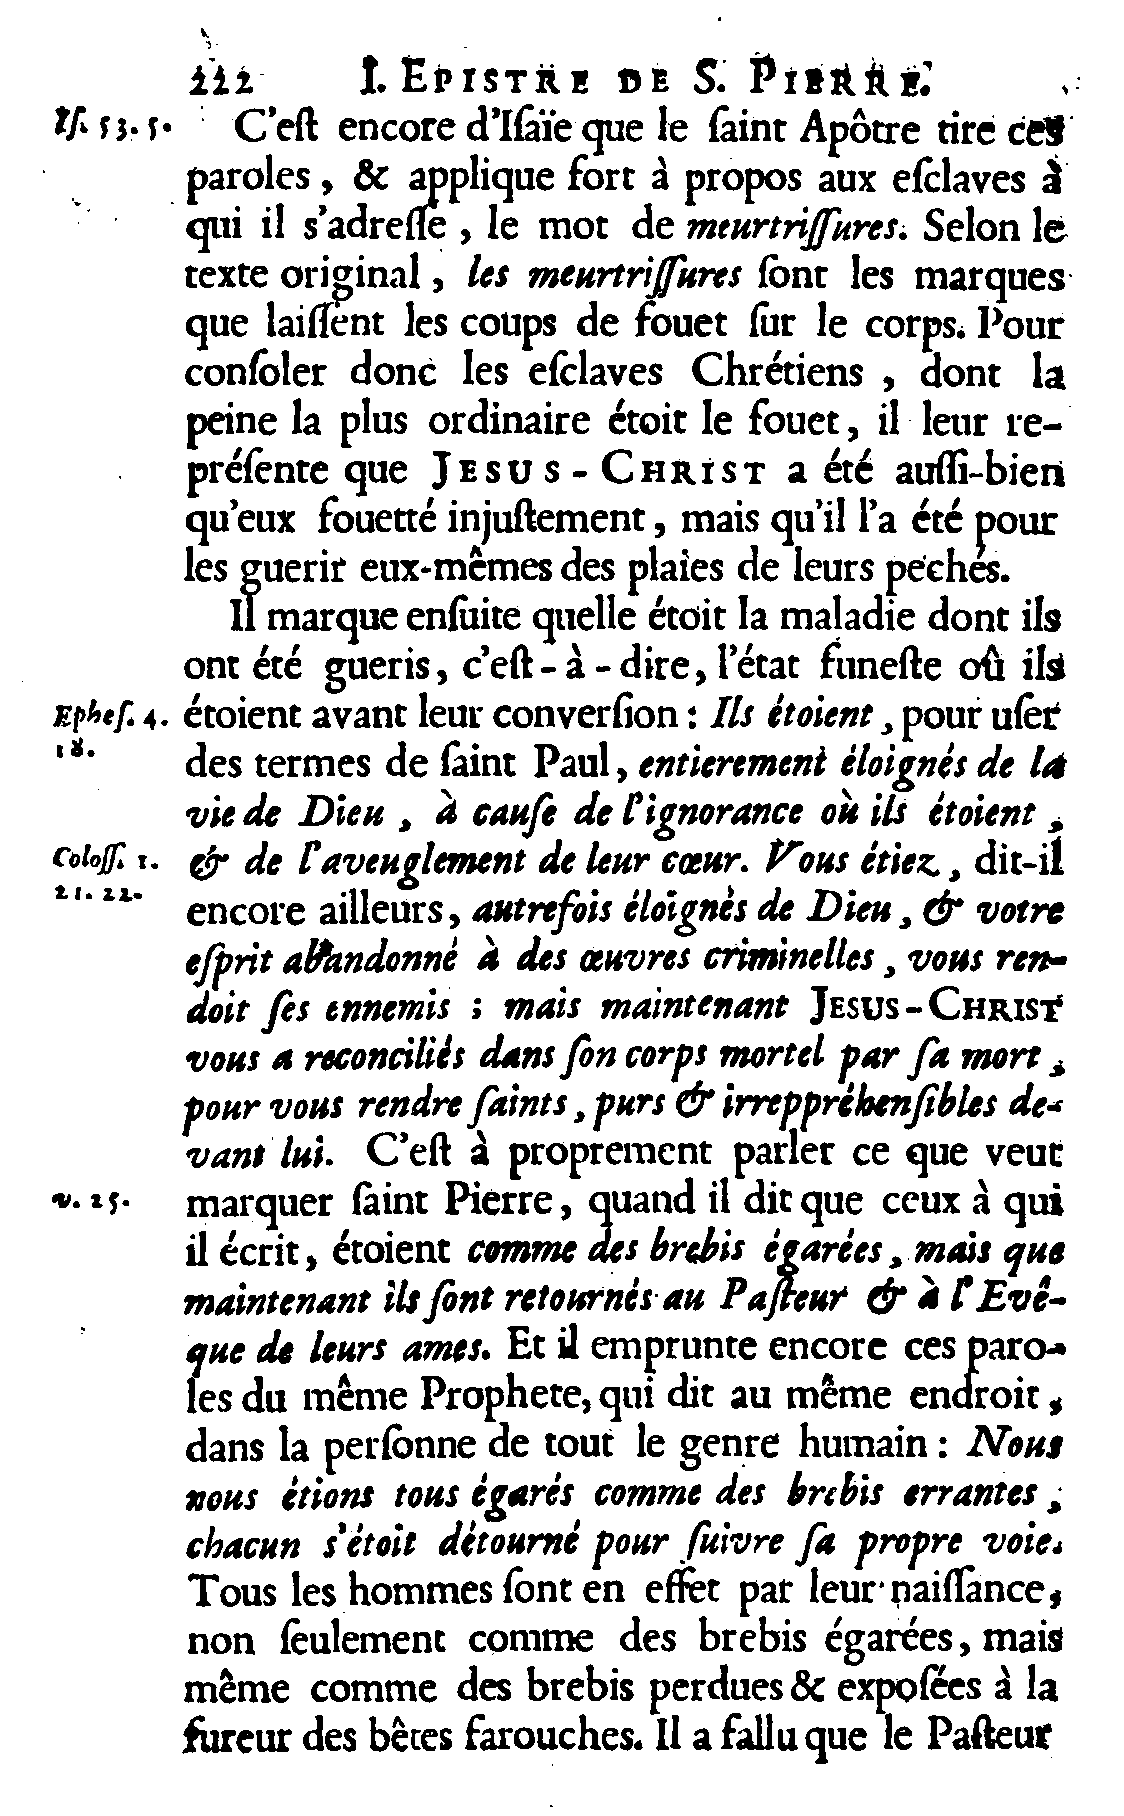 222 I. EPISTRE DE S. PIERRE.
Is. 53. 5. C'eſt encore d'Iſaïe que le ſaint Apôtre tire ces
paroles, & applique fort à propos aux eſclaves à
qui il s'adreſſe, le mot de meurtriſſures. Selon le
texte original, les meurtriſſures ſont les marques
que laiſſent les coups de fouet ſur le corps. Pour
conſoler donc les eſclaves Chrétiens, dont la
peine la plus ordinaire étoit le fouet, il leur re-
préſente que JESUS-CHRIST a été auſſi-bien
qu'eux fouetté injuſtement, mais qu'il l'a été pour
les guerir eux-mêmes des plaies de leurs pechés.
Il marque enſuite quelle étoit la maladie dont ils
ont été gueris, c'eſt-à-dire, l'état funeſte où ils
Epheſ. 4. étoient avant leur converſion : Ils étoient, pour uſer
18. des termes de ſaint Paul, entierement éloignés de la
vie de Dieu, à cauſe de l'ignorance où ils étoient,
Coloſſ. 1. & de l'aveuglement de leur cœur. Vous étiez, dit-il
21. 22. encore ailleurs, autrefois éloignés de Dieu, & votre
eſprit abandonné à des œuvres criminelles, vous ren-
doit ſes ennemis ; mais maintenant JESUS-CHRIST
vous a reconciliés dans ſon corps mortel par ſa mort,
pour vous rendre ſaints, purs & irreppréhenſibles de-
vant lui. C'eſt à proprement parler ce que veut
v. 25. marquer ſaint Pierre, quand il dit que ceux à qui
il écrit, étoient comme des brebis égarées, mais que
maintenant ils ſont retournés au Paſteur & à l'Evê-
que de leurs ames. Et il emprunte encore ces paro-
les du même Prophete, qui dit au même endroit,
dans la perſonne de tout le genre humain : Nous
nous étions tous égarés comme des brebis errantes,
chacun s'étoit détourné pour ſuivre ſa propre voie.
Tous les hommes ſont en effet par leur naiſſance,
non ſeulement comme des brebis égarées, mais
même comme des brebis perdues & expoſées à la
fureur des bêtes farouches. Il a fallu que le Paſteur